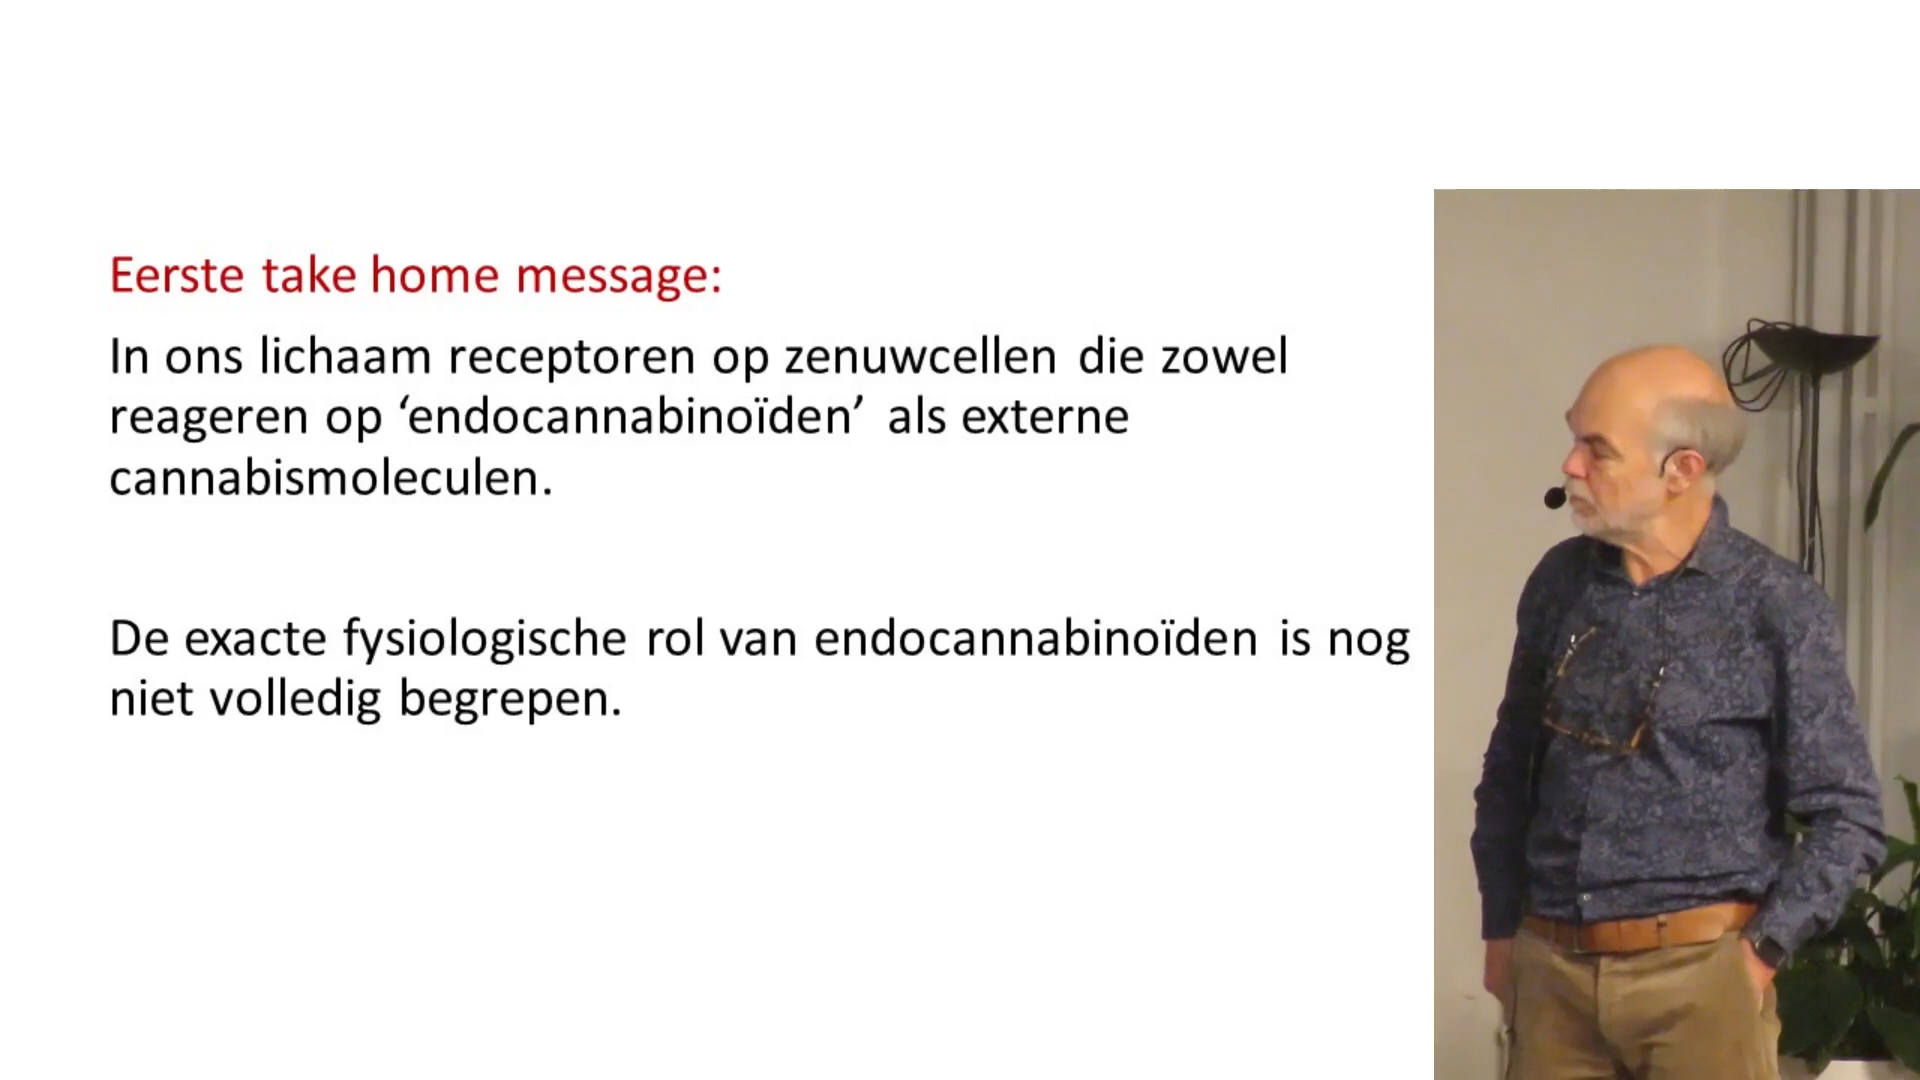 Eerste take home message:
In ons lichaam receptoren op zenuwcellen die zowel
reageren op ‘endocannabinoïden’ als externe
cannabismoleculen.
De exacte fysiologische rol van endocannabinoïden is nog
niet volledig begrepen.